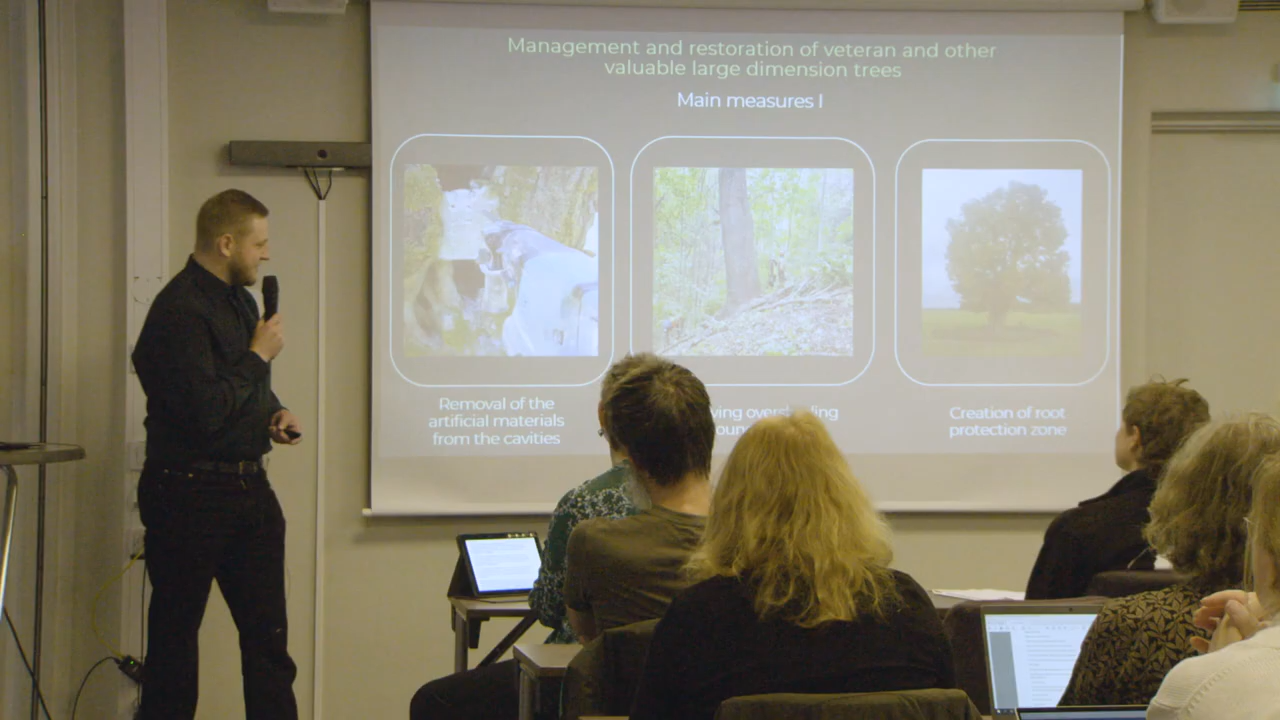 Management and restoration of veteran and other
valuable large dimension trees
Main measures I
Removal of the
artificial materials
from the cavities
Creation of root
protection zone